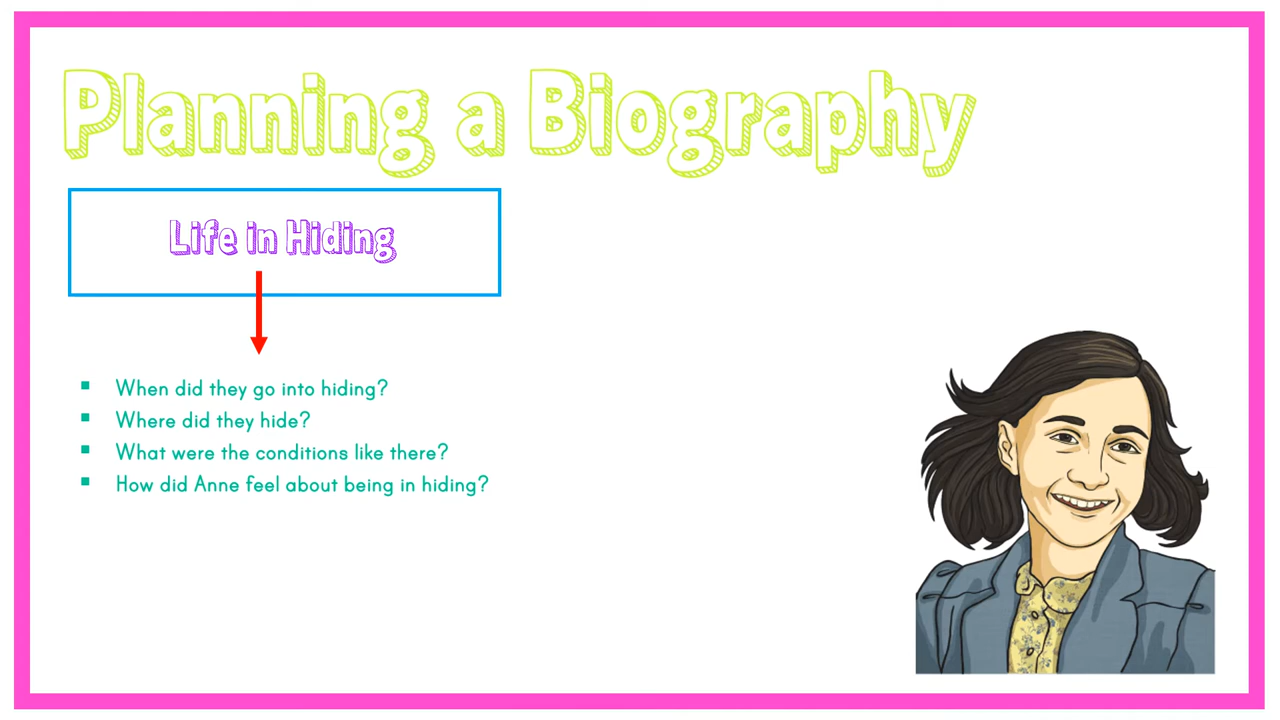 Planning a Biography
Life in Hiding
▪ When did they go into hiding?
▪ Where did they hide?
▪ What were the conditions like there?
▪ How did Anne feel about being in hiding?